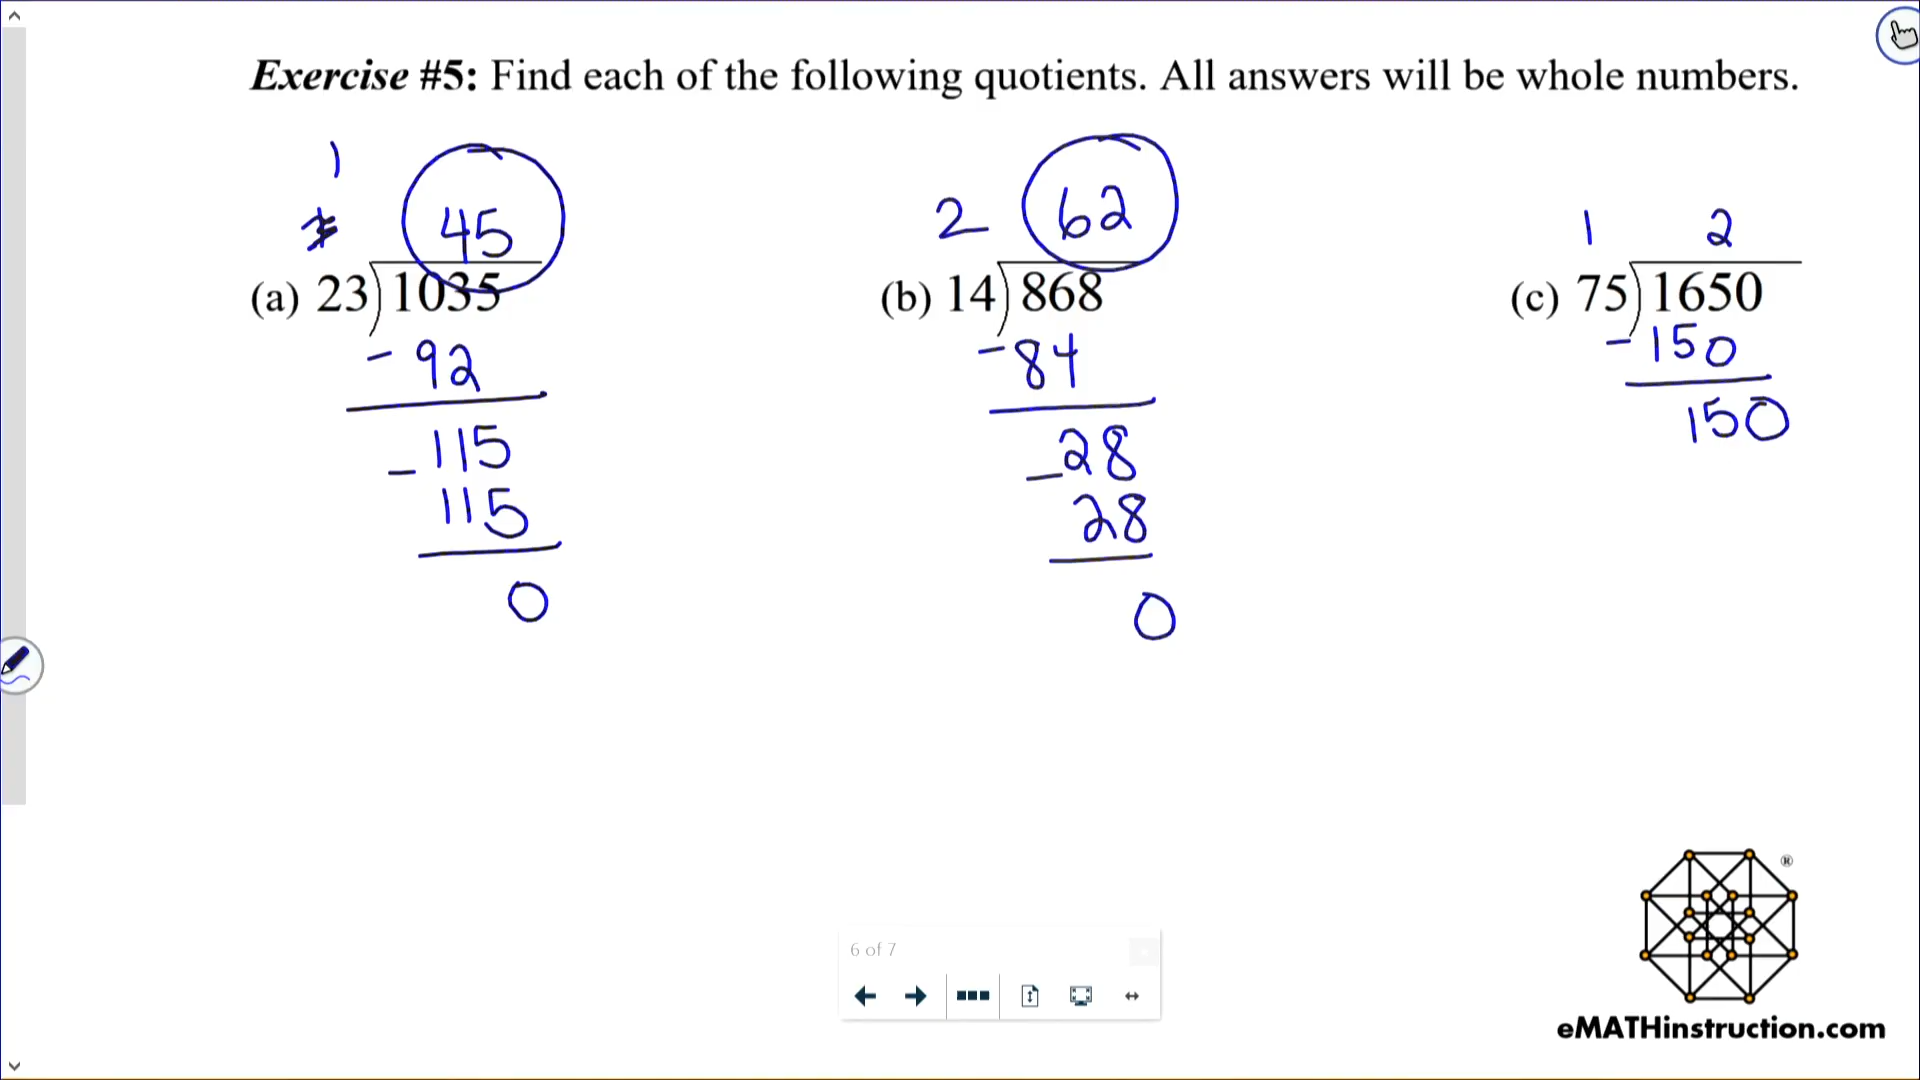 Exercise #5: Find each of the following quotients. All answers will be whole numbers.
1
45
(a) 23)1035
- 92
115
- 115
0
2 62
(b) 14)868
- 84
28
- 28
0
1 2
(c) 75)1650
- 150
150
6 of 7
®
eMATHinstruction.com